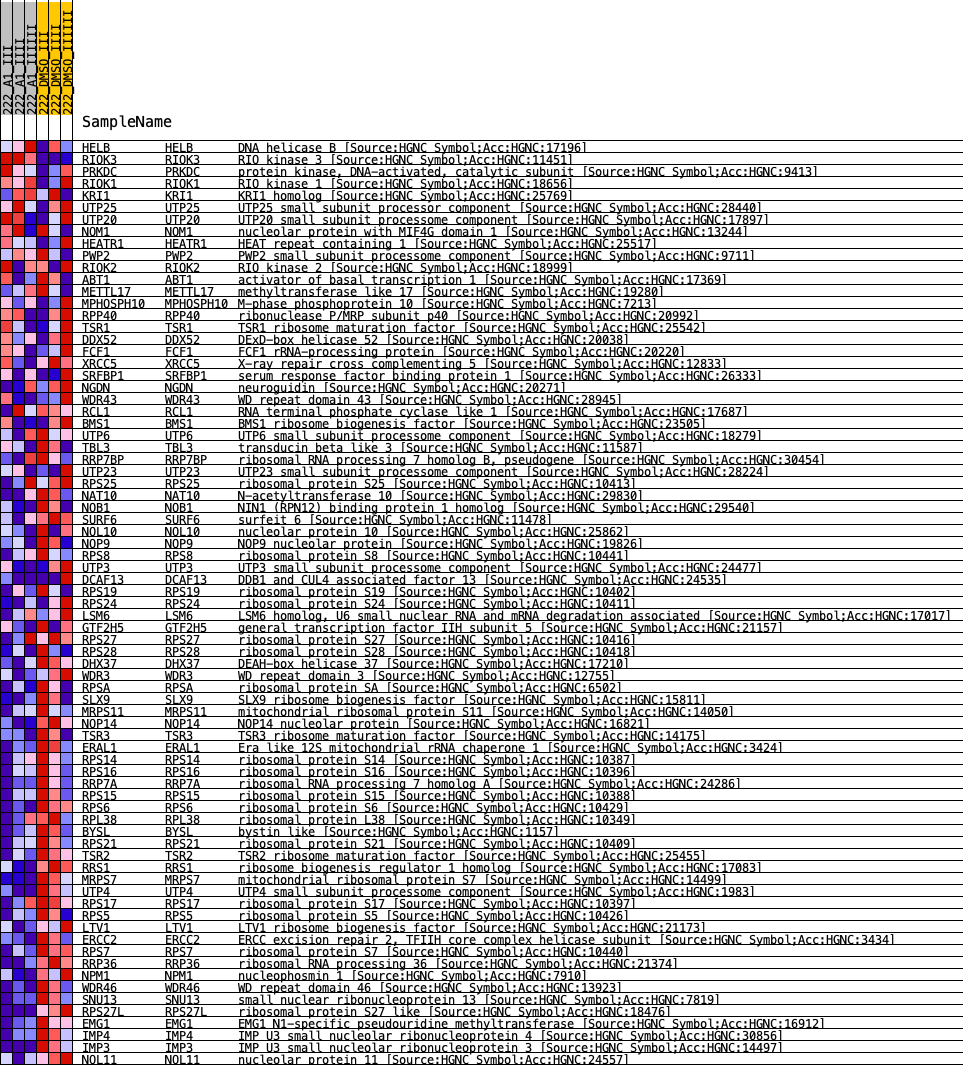 222_A1_III
222_A1_IIII
222_A1_IIIIII
222_DMSO_III
222_DMSO_IIII
222_DMSO_IIIIII
SampleName
HELB HELB DNA helicase B [Source:HGNC Symbol;Acc:HGNC:17196]
RIOK3 RIOK3 RIO kinase 3 [Source:HGNC Symbol;Acc:HGNC:11451]
PRKDC PRKDC protein kinase, DNA-activated, catalytic subunit [Source:HGNC Symbol;Acc:HGNC:9413]
RIOK1 RIOK1 RIO kinase 1 [Source:HGNC Symbol;Acc:HGNC:18656]
KRI1 KRI1 KRI1 homolog [Source:HGNC Symbol;Acc:HGNC:25769]
UTP25 UTP25 UTP25 small subunit processor component [Source:HGNC Symbol;Acc:HGNC:28440]
UTP20 UTP20 UTP20 small subunit processome component [Source:HGNC Symbol;Acc:HGNC:17897]
NOM1 NOM1 nucleolar protein with MIF4G domain 1 [Source:HGNC Symbol;Acc:HGNC:13244]
HEATR1 HEATR1 HEAT repeat containing 1 [Source:HGNC Symbol;Acc:HGNC:25517]
PWP2 PWP2 PWP2 small subunit processome component [Source:HGNC Symbol;Acc:HGNC:9711]
RIOK2 RIOK2 RIO kinase 2 [Source:HGNC Symbol;Acc:HGNC:18999]
ABT1 ABT1 activator of basal transcription 1 [Source:HGNC Symbol;Acc:HGNC:17369]
METTL17 METTL17 methyltransferase like 17 [Source:HGNC Symbol;Acc:HGNC:19280]
MPHOSPH10 MPHOSPH10 M-phase phosphoprotein 10 [Source:HGNC Symbol;Acc:HGNC:7213]
RPP40 RPP40 ribonuclease P/MRP subunit p40 [Source:HGNC Symbol;Acc:HGNC:20992]
TSR1 TSR1 TSR1 ribosome maturation factor [Source:HGNC Symbol;Acc:HGNC:25542]
DDX52 DDX52 DExD-box helicase 52 [Source:HGNC Symbol;Acc:HGNC:20038]
FCF1 FCF1 FCF1 rRNA-processing protein [Source:HGNC Symbol;Acc:HGNC:20220]
XRCC5 XRCC5 X-ray repair cross complementing 5 [Source:HGNC Symbol;Acc:HGNC:12833]
SRFBP1 SRFBP1 serum response factor binding protein 1 [Source:HGNC Symbol;Acc:HGNC:26333]
NGDN NGDN neuroguidin [Source:HGNC Symbol;Acc:HGNC:20271]
WDR43 WDR43 WD repeat domain 43 [Source:HGNC Symbol;Acc:HGNC:28945]
RCL1 RCL1 RNA terminal phosphate cyclase like 1 [Source:HGNC Symbol;Acc:HGNC:17687]
BMS1 BMS1 BMS1 ribosome biogenesis factor [Source:HGNC Symbol;Acc:HGNC:23505]
UTP6 UTP6 UTP6 small subunit processome component [Source:HGNC Symbol;Acc:HGNC:18279]
TBL3 TBL3 transducin beta like 3 [Source:HGNC Symbol;Acc:HGNC:11587]
RRP7BP RRP7BP ribosomal RNA processing 7 homolog B, pseudogene [Source:HGNC Symbol;Acc:HGNC:30454]
UTP23 UTP23 UTP23 small subunit processome component [Source:HGNC Symbol;Acc:HGNC:28224]
RPS25 RPS25 ribosomal protein S25 [Source:HGNC Symbol;Acc:HGNC:10413]
NAT10 NAT10 N-acetyltransferase 10 [Source:HGNC Symbol;Acc:HGNC:29830]
NOB1 NOB1 NIN1 (RPN12) binding protein 1 homolog [Source:HGNC Symbol;Acc:HGNC:29540]
SURF6 SURF6 surfeit 6 [Source:HGNC Symbol;Acc:HGNC:11478]
NOL10 NOL10 nucleolar protein 10 [Source:HGNC Symbol;Acc:HGNC:25862]
NOP9 NOP9 NOP9 nucleolar protein [Source:HGNC Symbol;Acc:HGNC:19826]
RPS8 RPS8 ribosomal protein S8 [Source:HGNC Symbol;Acc:HGNC:10441]
UTP3 UTP3 UTP3 small subunit processome component [Source:HGNC Symbol;Acc:HGNC:24477]
DCAF13 DCAF13 DDB1 and CUL4 associated factor 13 [Source:HGNC Symbol;Acc:HGNC:24535]
RPS19 RPS19 ribosomal protein S19 [Source:HGNC Symbol;Acc:HGNC:10402]
RPS24 RPS24 ribosomal protein S24 [Source:HGNC Symbol;Acc:HGNC:10411]
LSM6 LSM6 LSM6 homolog, U6 small nuclear RNA and mRNA degradation associated [Source:HGNC Symbol;Acc:HGNC:17017]
GTF2H5 GTF2H5 general transcription factor IIH subunit 5 [Source:HGNC Symbol;Acc:HGNC:21157]
RPS27 RPS27 ribosomal protein S27 [Source:HGNC Symbol;Acc:HGNC:10416]
RPS28 RPS28 ribosomal protein S28 [Source:HGNC Symbol;Acc:HGNC:10418]
DHX37 DHX37 DEAH-box helicase 37 [Source:HGNC Symbol;Acc:HGNC:17210]
WDR3 WDR3 WD repeat domain 3 [Source:HGNC Symbol;Acc:HGNC:12755]
RPSA RPSA ribosomal protein SA [Source:HGNC Symbol;Acc:HGNC:6502]
SLX9 SLX9 SLX9 ribosome biogenesis factor [Source:HGNC Symbol;Acc:HGNC:15811]
MRPS11 MRPS11 mitochondrial ribosomal protein S11 [Source:HGNC Symbol;Acc:HGNC:14050]
NOP14 NOP14 NOP14 nucleolar protein [Source:HGNC Symbol;Acc:HGNC:16821]
TSR3 TSR3 TSR3 ribosome maturation factor [Source:HGNC Symbol;Acc:HGNC:14175]
ERAL1 ERAL1 Era like 12S mitochondrial rRNA chaperone 1 [Source:HGNC Symbol;Acc:HGNC:3424]
RPS14 RPS14 ribosomal protein S14 [Source:HGNC Symbol;Acc:HGNC:10387]
RPS16 RPS16 ribosomal protein S16 [Source:HGNC Symbol;Acc:HGNC:10396]
RRP7A RRP7A ribosomal RNA processing 7 homolog A [Source:HGNC Symbol;Acc:HGNC:24286]
RPS15 RPS15 ribosomal protein S15 [Source:HGNC Symbol;Acc:HGNC:10388]
RPS6 RPS6 ribosomal protein S6 [Source:HGNC Symbol;Acc:HGNC:10429]
RPL38 RPL38 ribosomal protein L38 [Source:HGNC Symbol;Acc:HGNC:10349]
BYSL BYSL bystin like [Source:HGNC Symbol;Acc:HGNC:1157]
RPS21 RPS21 ribosomal protein S21 [Source:HGNC Symbol;Acc:HGNC:10409]
TSR2 TSR2 TSR2 ribosome maturation factor [Source:HGNC Symbol;Acc:HGNC:25455]
RRS1 RRS1 ribosome biogenesis regulator 1 homolog [Source:HGNC Symbol;Acc:HGNC:17083]
MRPS7 MRPS7 mitochondrial ribosomal protein S7 [Source:HGNC Symbol;Acc:HGNC:14499]
UTP4 UTP4 UTP4 small subunit processome component [Source:HGNC Symbol;Acc:HGNC:1983]
RPS17 RPS17 ribosomal protein S17 [Source:HGNC Symbol;Acc:HGNC:10397]
RPS5 RPS5 ribosomal protein S5 [Source:HGNC Symbol;Acc:HGNC:10426]
LTV1 LTV1 LTV1 ribosome biogenesis factor [Source:HGNC Symbol;Acc:HGNC:21173]
ERCC2 ERCC2 ERCC excision repair 2, TFIIH core complex helicase subunit [Source:HGNC Symbol;Acc:HGNC:3434]
RPS7 RPS7 ribosomal protein S7 [Source:HGNC Symbol;Acc:HGNC:10440]
RRP36 RRP36 ribosomal RNA processing 36 [Source:HGNC Symbol;Acc:HGNC:21374]
NPM1 NPM1 nucleophosmin 1 [Source:HGNC Symbol;Acc:HGNC:7910]
WDR46 WDR46 WD repeat domain 46 [Source:HGNC Symbol;Acc:HGNC:13923]
SNU13 SNU13 small nuclear ribonucleoprotein 13 [Source:HGNC Symbol;Acc:HGNC:7819]
RPS27L RPS27L ribosomal protein S27 like [Source:HGNC Symbol;Acc:HGNC:18476]
EMG1 EMG1 EMG1 N1-specific pseudouridine methyltransferase [Source:HGNC Symbol;Acc:HGNC:16912]
IMP4 IMP4 IMP U3 small nucleolar ribonucleoprotein 4 [Source:HGNC Symbol;Acc:HGNC:30856]
IMP3 IMP3 IMP U3 small nucleolar ribonucleoprotein 3 [Source:HGNC Symbol;Acc:HGNC:14497]
NOL11 NOL11 nucleolar protein 11 [Source:HGNC Symbol;Acc:HGNC:24557]